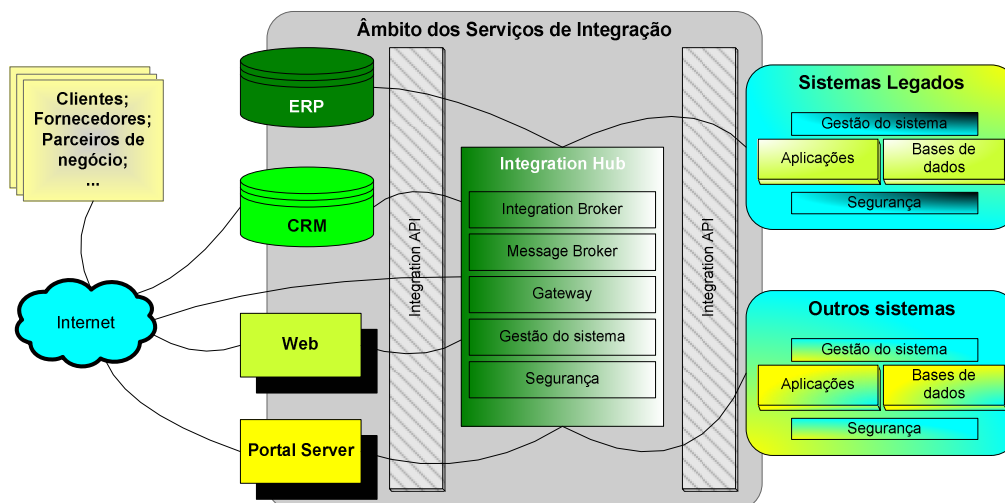 Âmbito dos Serviços de Integração
Clientes;
Fornecedores;
Parceiros de
negócio;
...
Internet
ERP
CRM
Web
Portal Server
Integration API
Integration Hub
Integration Broker
Message Broker
Gateway
Gestão do sistema
Segurança
Integration API
Sistemas Legados
Gestão do sistema
Aplicações
Bases de
dados
Segurança
Outros sistemas
Gestão do sistema
Aplicações
Bases de
dados
Segurança